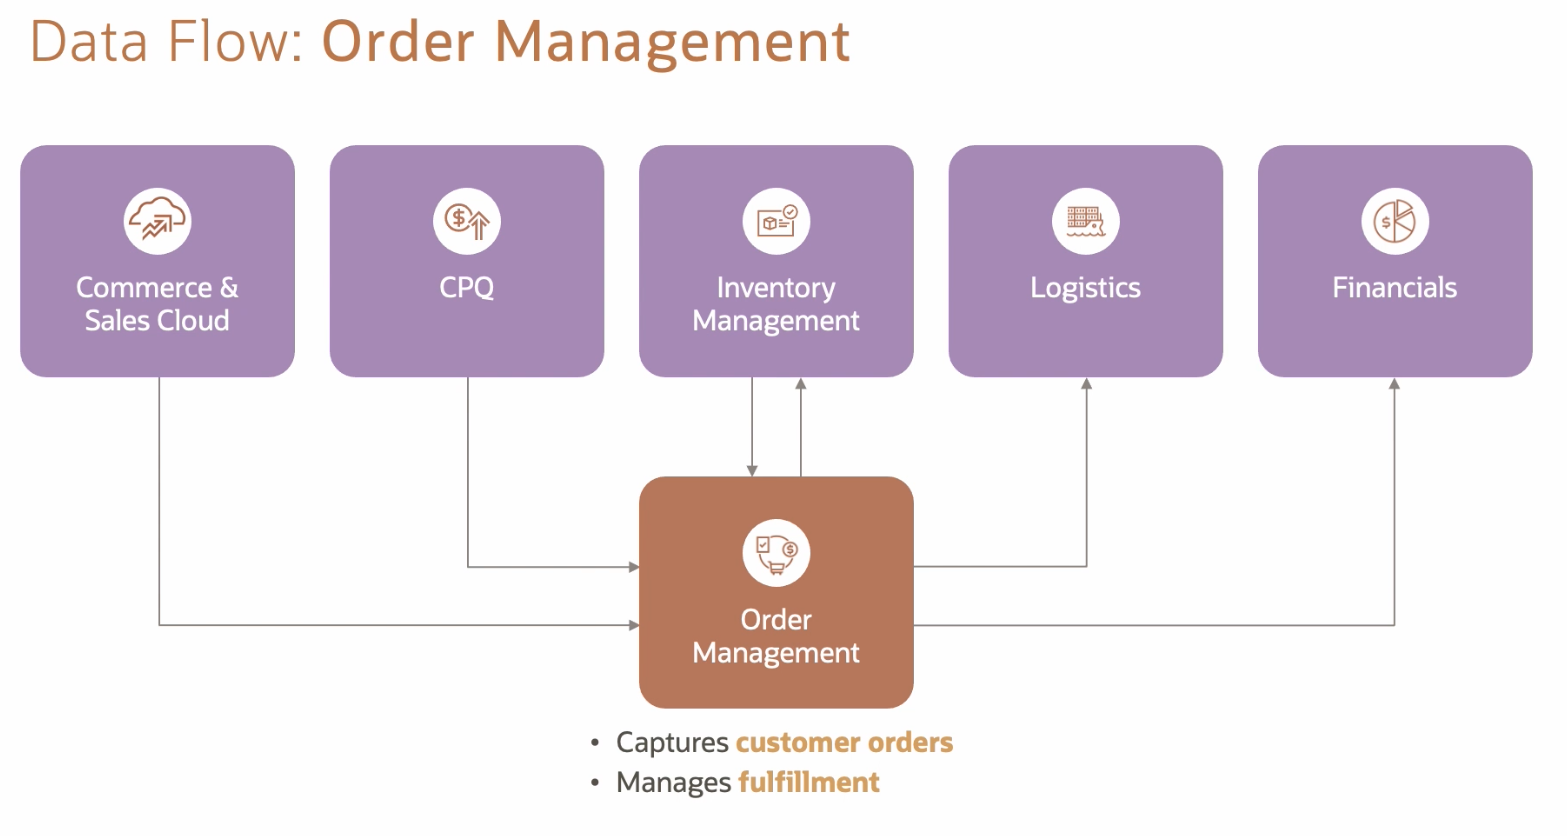 Data Flow: Order Management
Commerce &
Sales Cloud
CPQ
Inventory
Management
Logistics
Financials
Order
Management
• Captures customer orders
• Manages fulfillment